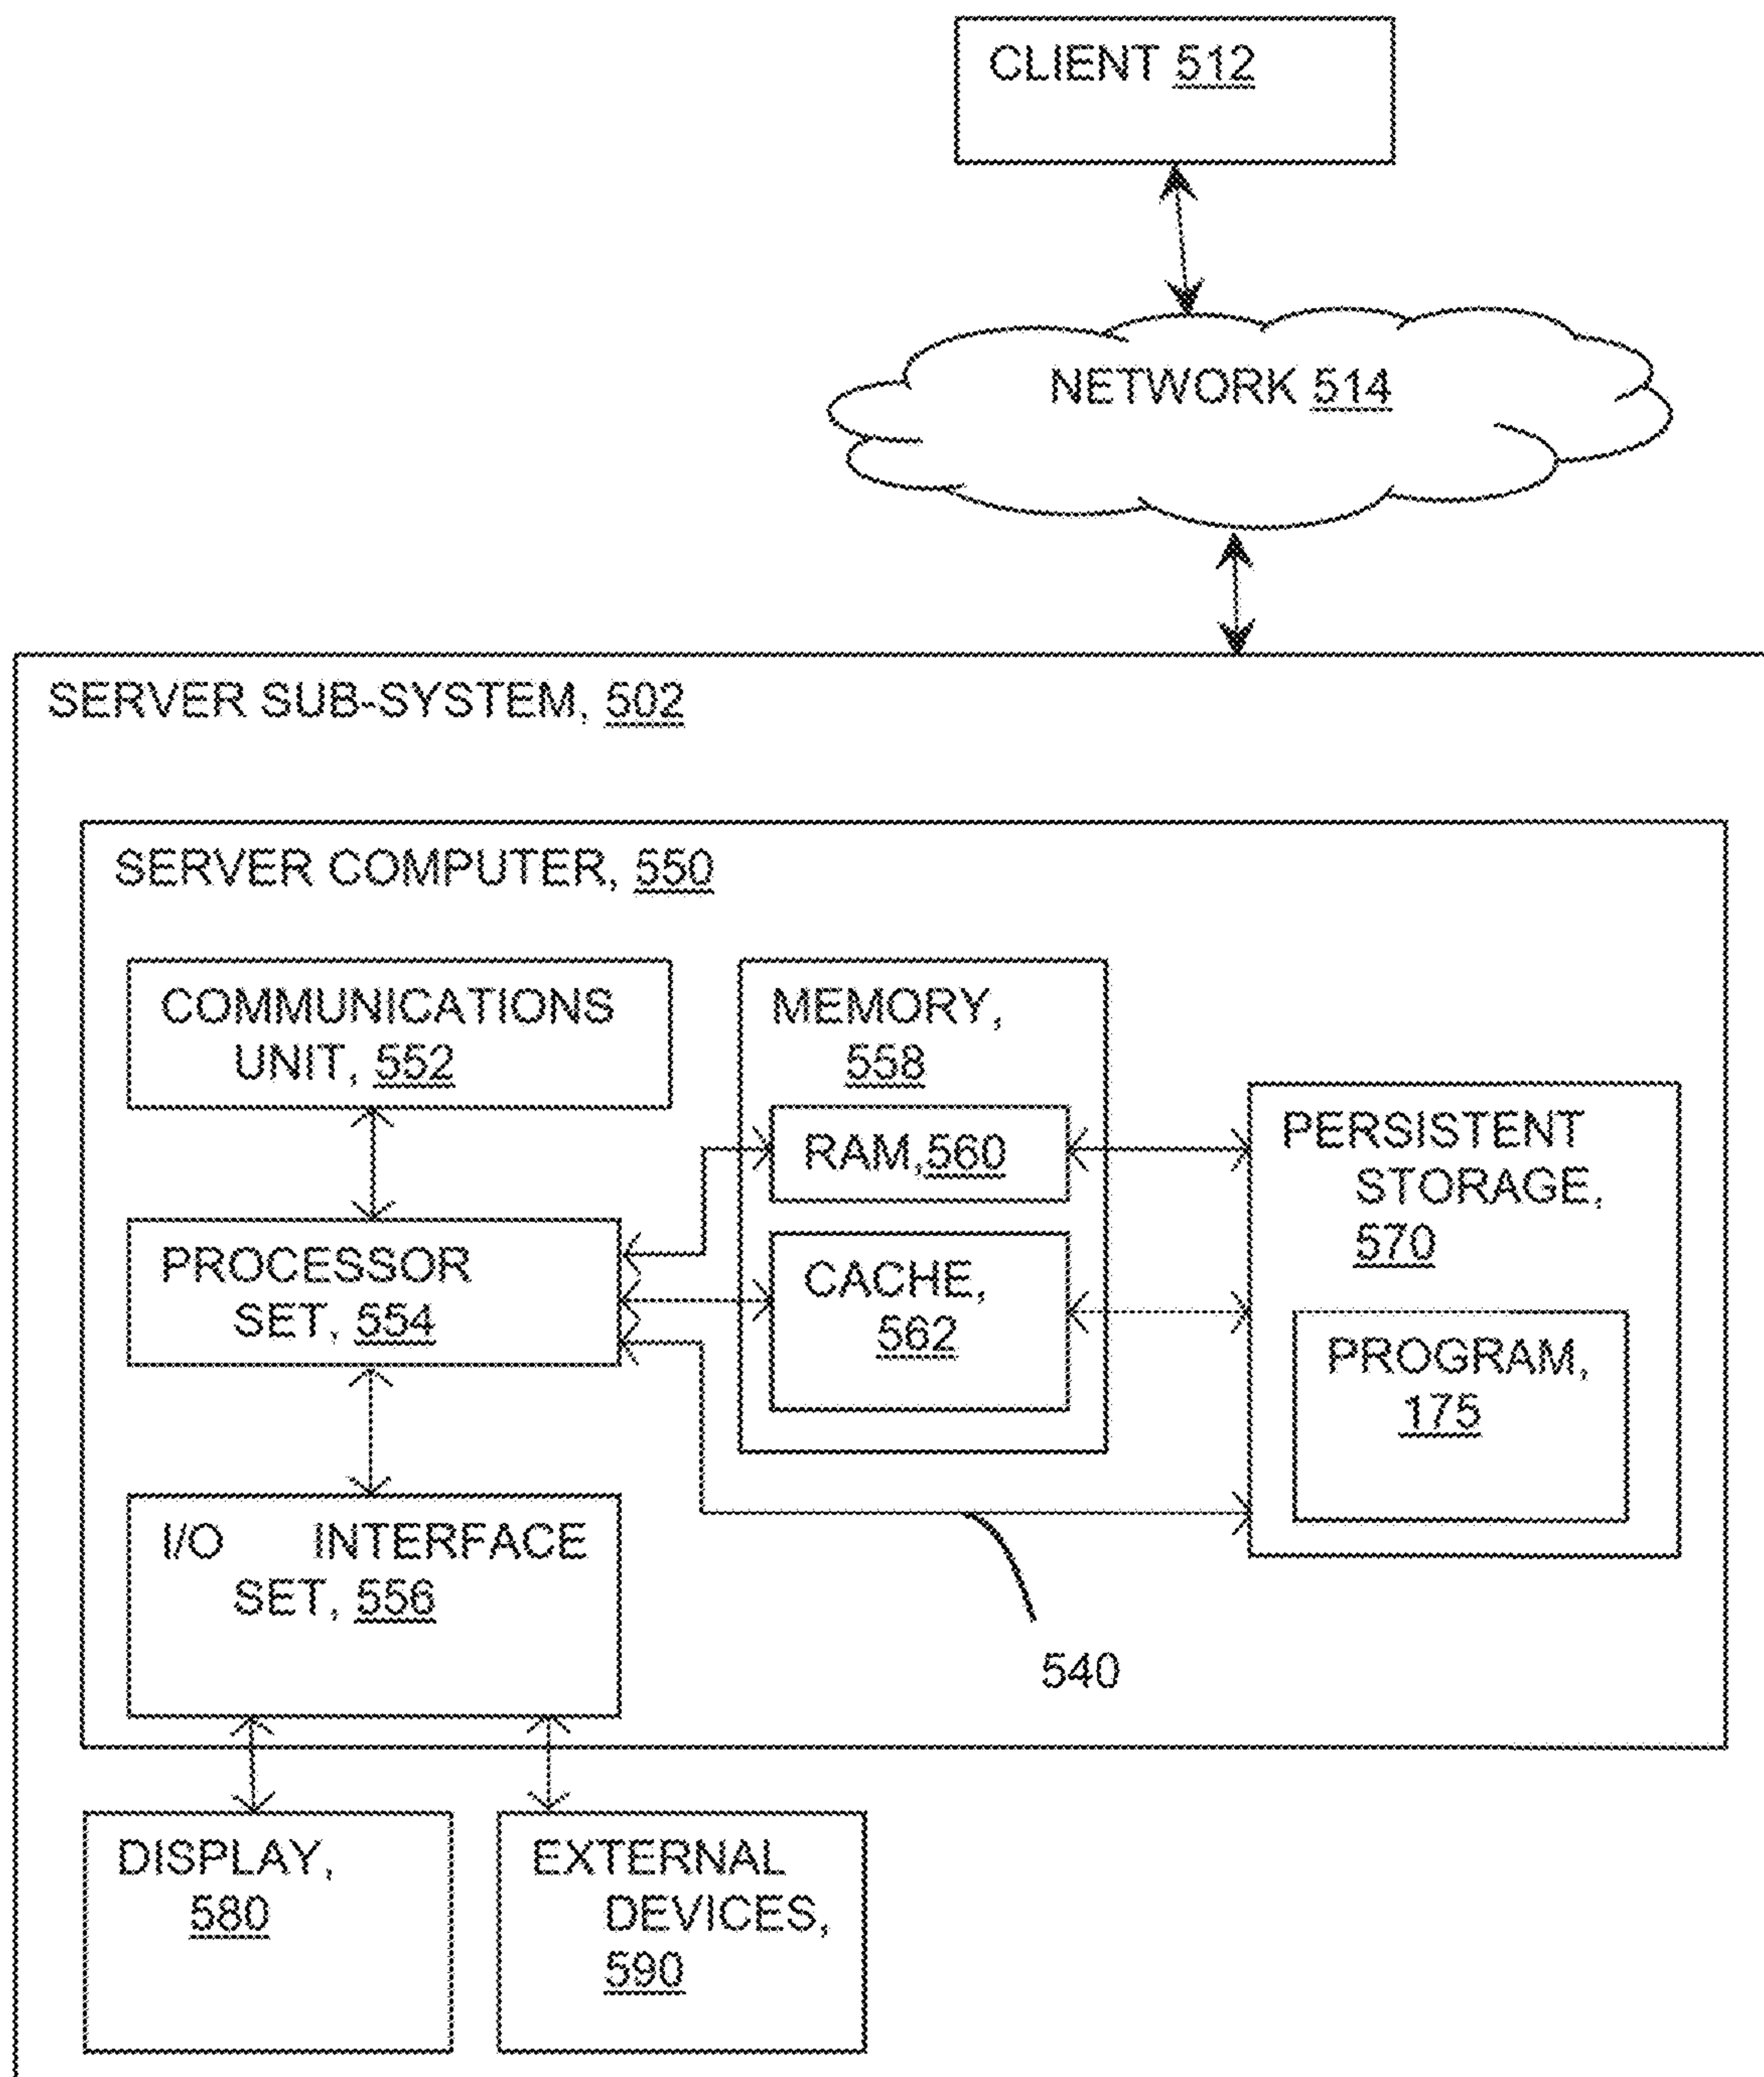 CLIENT 512
NETWORK 514
SERVER SUB-SYSTEM, 502
SERVER COMPUTER, 550
COMMUNICATIONS
UNIT, 552
MEMORY,
558
RAM,560
CACHE,
562
PERSISTENT
STORAGE,
570
PROGRAM,
175
PROCESSOR
SET, 554
I/O INTERFACE
SET, 556
540
DISPLAY,
580
EXTERNAL
DEVICES,
590